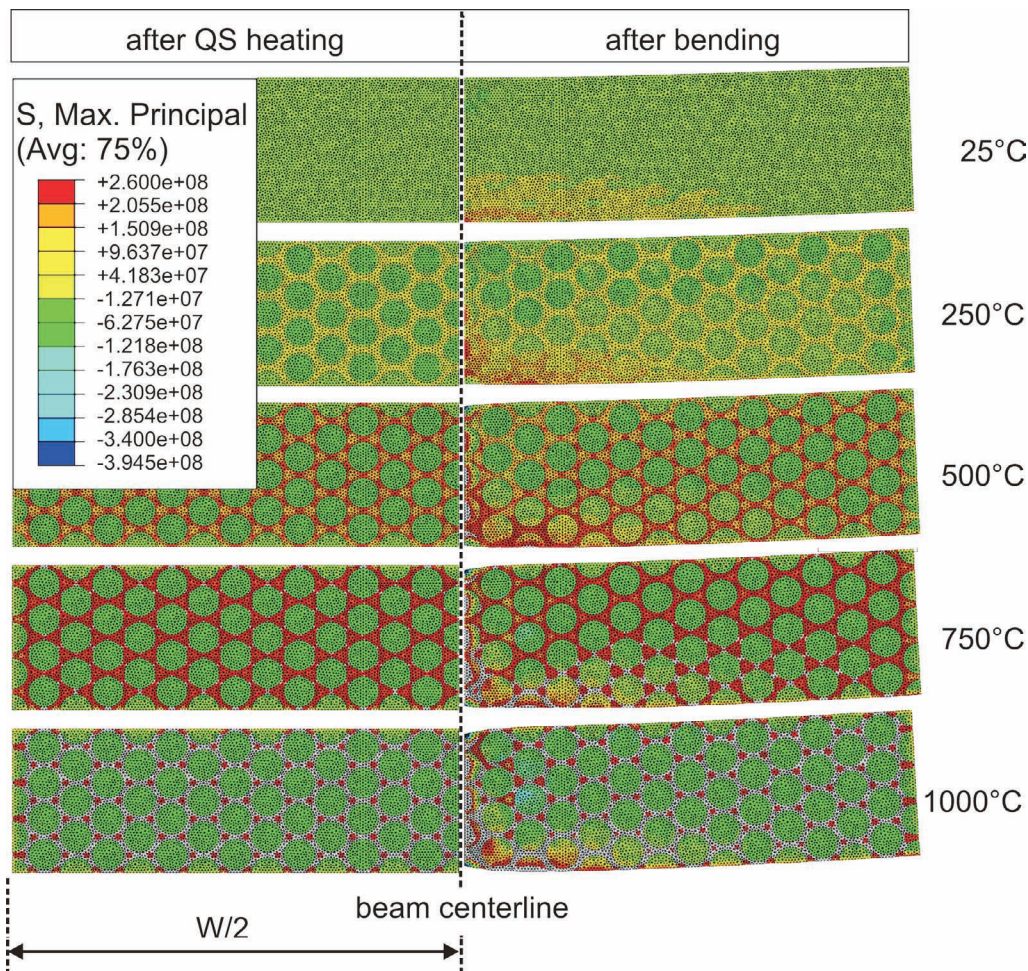 after QS heating
after bending
S, Max. Principal
(Avg: 75%)
+2.600e+08
+2.055e+08
+1.509e+08
+9.637e+07
+4.183e+07
-1.271e+07
-6.275e+07
-1.218e+08
-1.763e+08
-2.309e+08
-2.854e+08
-3.400e+08
-3.945e+08
25°C
250°C
500°C
750°C
1000°C
beam centerline
W/2